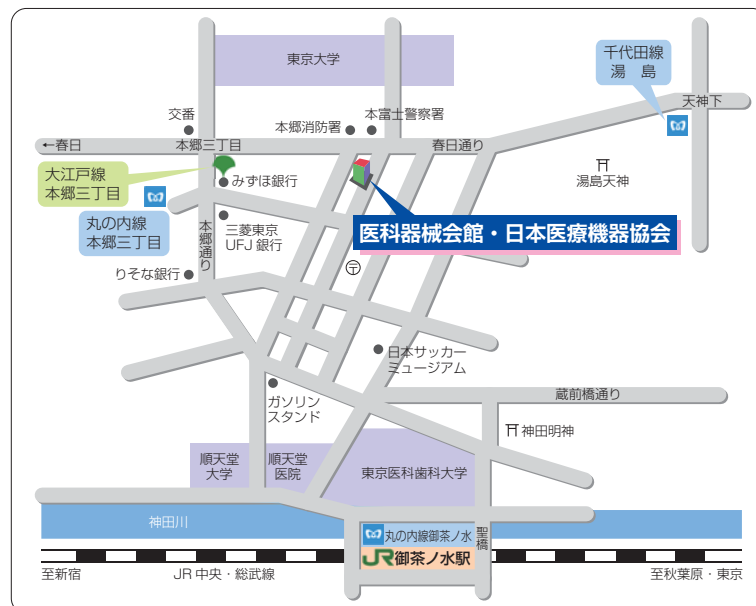 東京大学
千代田線
湯　島
天神下
交番
本郷消防署
本富士警察署
←春日
本郷三丁目
春日通り
大江戸線
本郷三丁目
みずほ銀行
湯島天神
丸の内線
本郷三丁目
本郷通り
三菱東京
UFJ銀行
医科器械会館・日本医療機器協会
りそな銀行
〒
日本サッカー
ミュージアム
ガソリン
スタンド
蔵前橋通り
神田明神
順天堂
大学
順天堂
医院
東京医科歯科大学
神田川
丸の内線御茶ノ水
聖橋
JR御茶ノ水駅
至新宿
JR中央・総武線
至秋葉原・東京